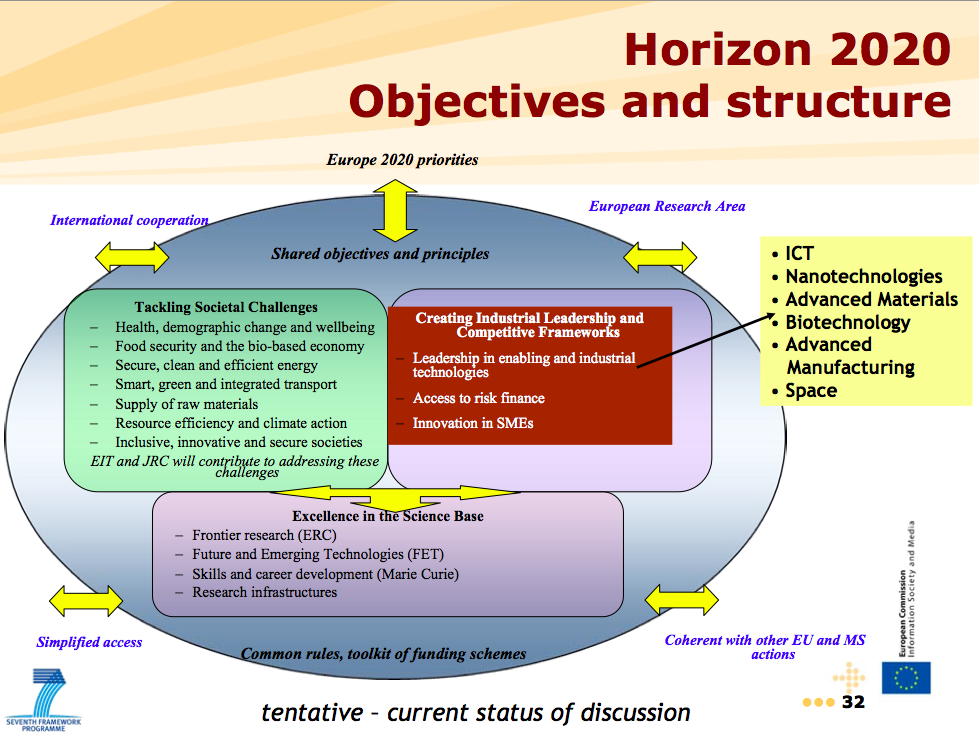 Horizon 2020
Objectives and structure
Europe 2020 priorities
International cooperation
European Research Area
Shared objectives and principles
Tackling Societal Challenges
– Health, demographic change and wellbeing
– Food security and the bio-based economy
– Secure, clean and efficient energy
– Smart, green and integrated transport
– Supply of raw materials
– Resource efficiency and climate action
– Inclusive, innovative and secure societies
EIT and JRC will contribute to addressing these
challenges
Creating Industrial Leadership and
Competitive Frameworks
– Leadership in enabling and industrial
technologies
– Access to risk finance
– Innovation in SMEs
• ICT
• Nanotechnologies
• Advanced Materials
• Biotechnology
• Advanced
Manufacturing
• Space
Excellence in the Science Base
– Frontier research (ERC)
– Future and Emerging Technologies (FET)
– Skills and career development (Marie Curie)
– Research infrastructures
Simplified access
Coherent with other EU and MS
actions
Common rules, toolkit of funding schemes
European Commission
Information Society and Media
SEVENTH FRAMEWORK
PROGRAMME
tentative – current status of discussion
32